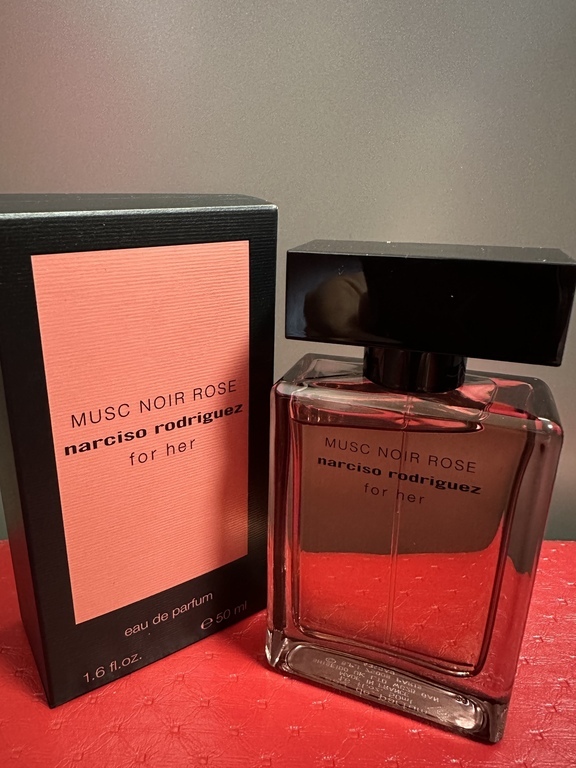 MUSC NOIR ROSE
narciso rodriguez
for her
eau de parfum
1.6 fl.oz. ℮ 50 ml
MUSC NOIR ROSE
narciso rodriguez
for her